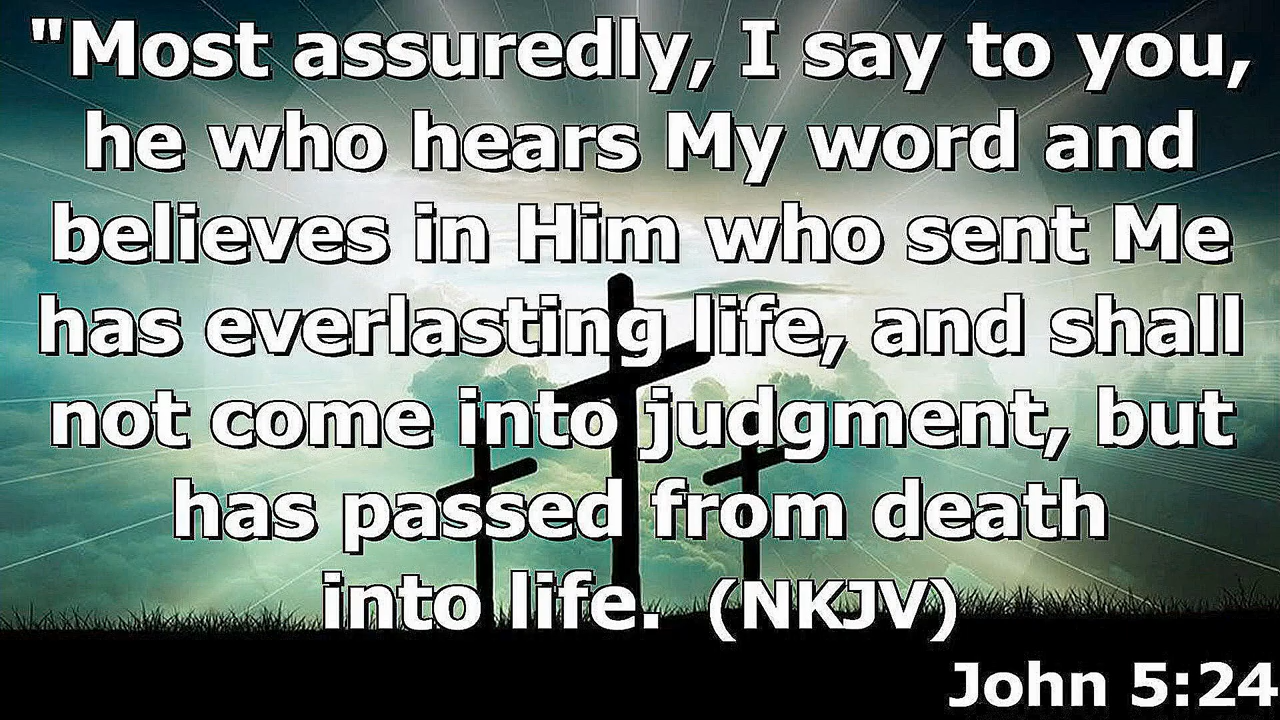 "Most assuredly, I say to you,
he who hears My word and
believes in Him who sent Me
has everlasting life, and shall
not come into judgment, but
has passed from death
into life. (NKJV)
John 5:24